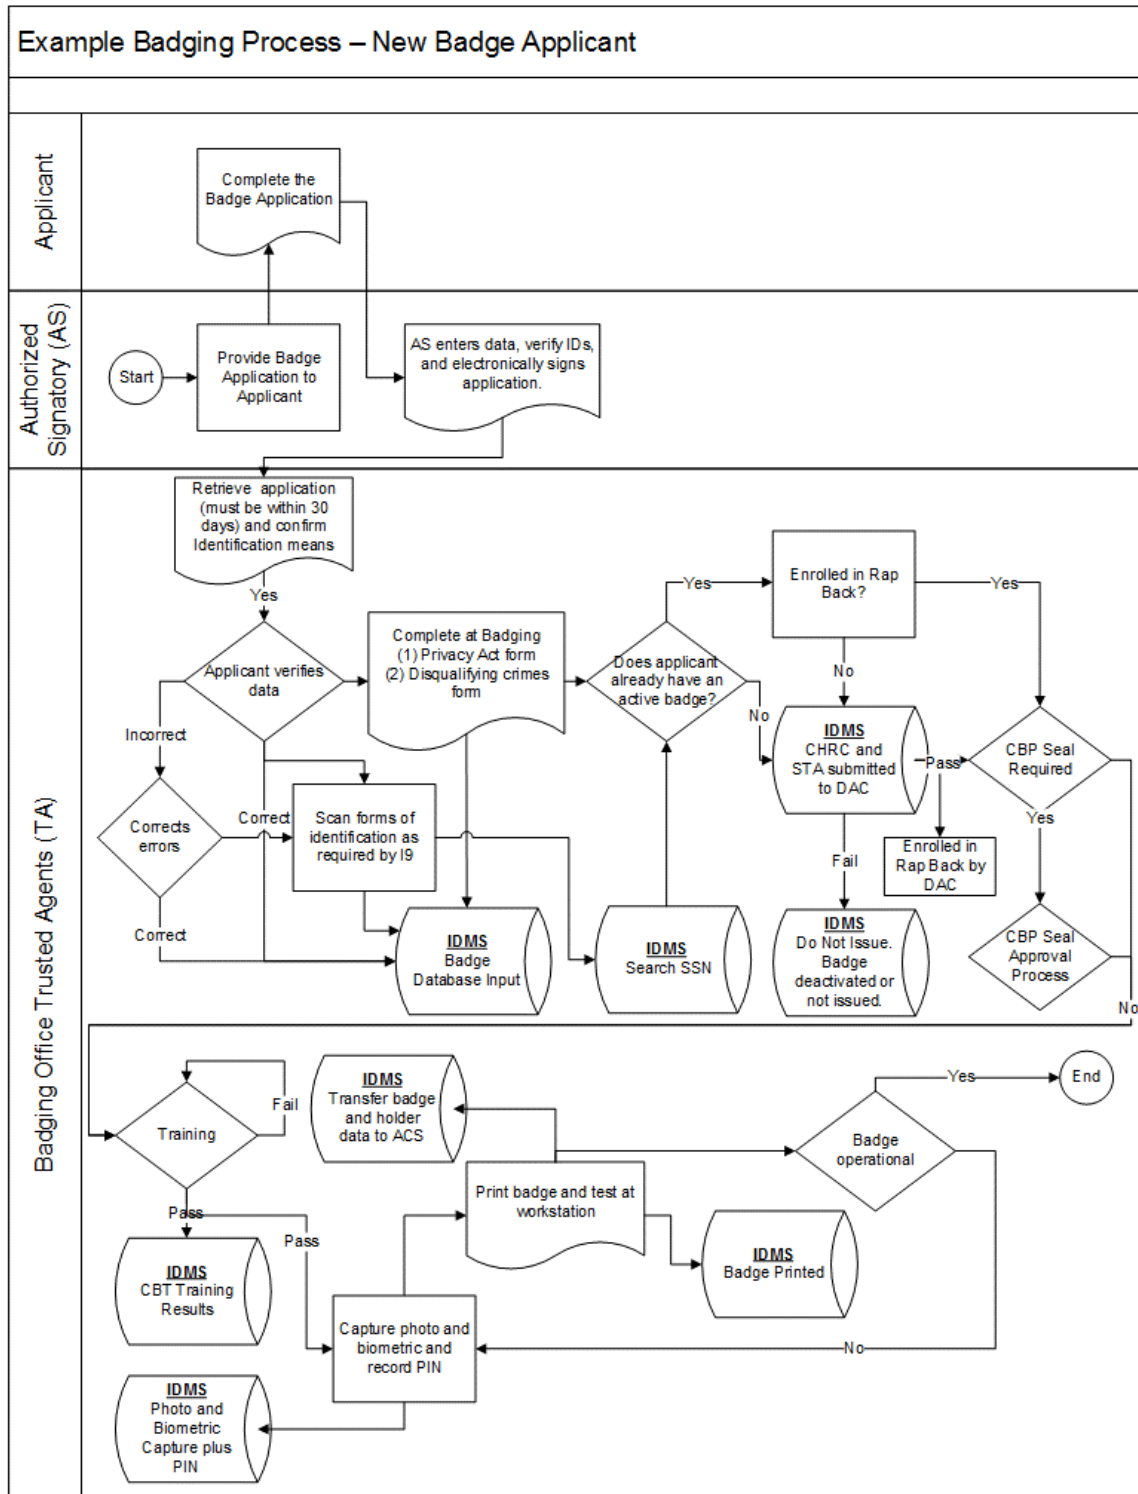 Example Badging Process – New Badge Applicant
Applicant
Complete the
Badge Application
Authorized
Signatory (AS)
Start
Provide Badge
Application to
Applicant
AS enters data, verify IDs,
and electronically signs
application.
Badging Office Trusted Agents (TA)
Retrieve application
(must be within 30
days) and confirm
Identification means
Yes
Applicant verifies
data
Incorrect
Corrects
errors
Correct
Correct
Complete at Badging
(1) Privacy Act form
(2) Disqualifying crimes
form
Scan forms of
identification as
required by I9
IDMS
Badge
Database Input
IDMS
Search SSN
Does applicant
already have an
active badge?
Yes
No
Enrolled in Rap
Back?
Yes
No
IDMS
CHRC and
STA submitted
to DAC
Pass
Fail
Enrolled in
Rap Back by
DAC
IDMS
Do Not Issue.
Badge
deactivated or
not issued.
CBP Seal
Required
Yes
CBP Seal
Approval
Process
No
Training
Fail
Pass
Pass
IDMS
CBT Training
Results
IDMS
Transfer badge
and holder
data to ACS
Print badge and test at
workstation
IDMS
Badge Printed
Badge
operational
Yes
End
No
Capture photo and
biometric and
record PIN
IDMS
Photo and
Biometric
Capture plus
PIN